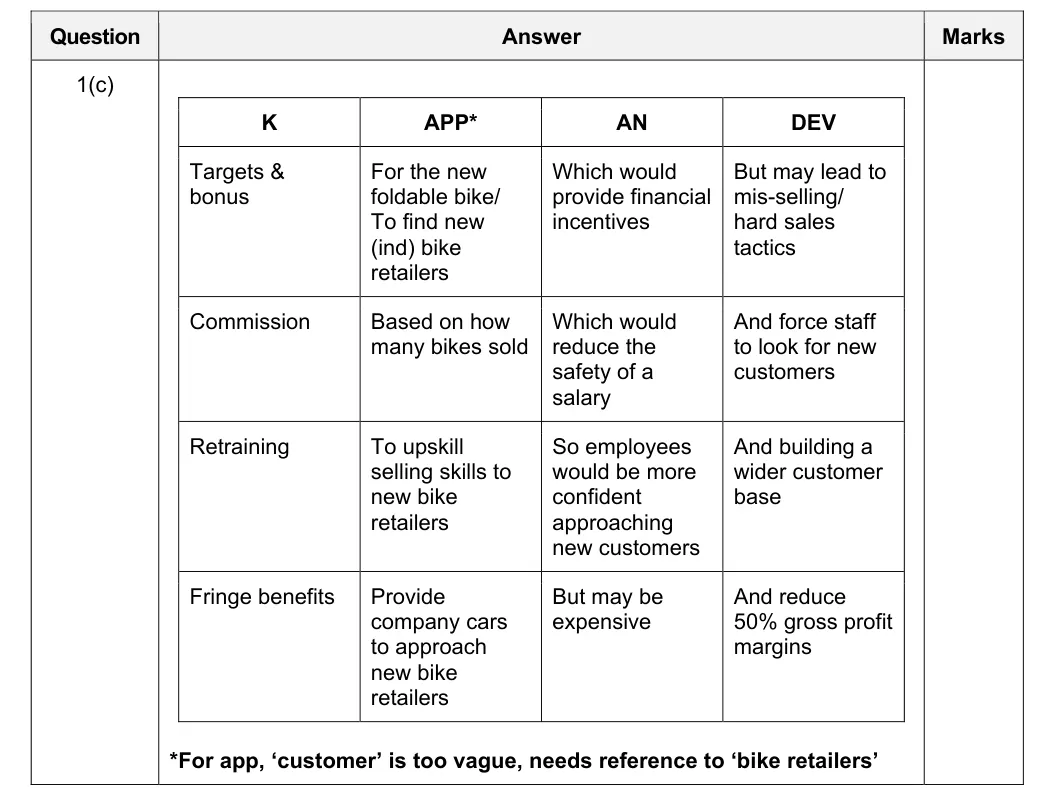 Question Answer Marks
1(c)
K APP* AN DEV
Targets &
bonus
For the new
foldable bike/
To find new
(ind) bike
retailers
Which would
provide financial
incentives
But may lead to
mis-selling/
hard sales
tactics
Commission
Based on how
many bikes sold
Which would
reduce the
safety of a
salary
And force staff
to look for new
customers
Retraining
To upskill
selling skills to
new bike
retailers
So employees
would be more
confident
approaching
new customers
And building a
wider customer
base
Fringe benefits
Provide
company cars
to approach
new bike
retailers
But may be
expensive
And reduce
50% gross profit
margins
*For app, ‘customer’ is too vague, needs reference to ‘bike retailers’